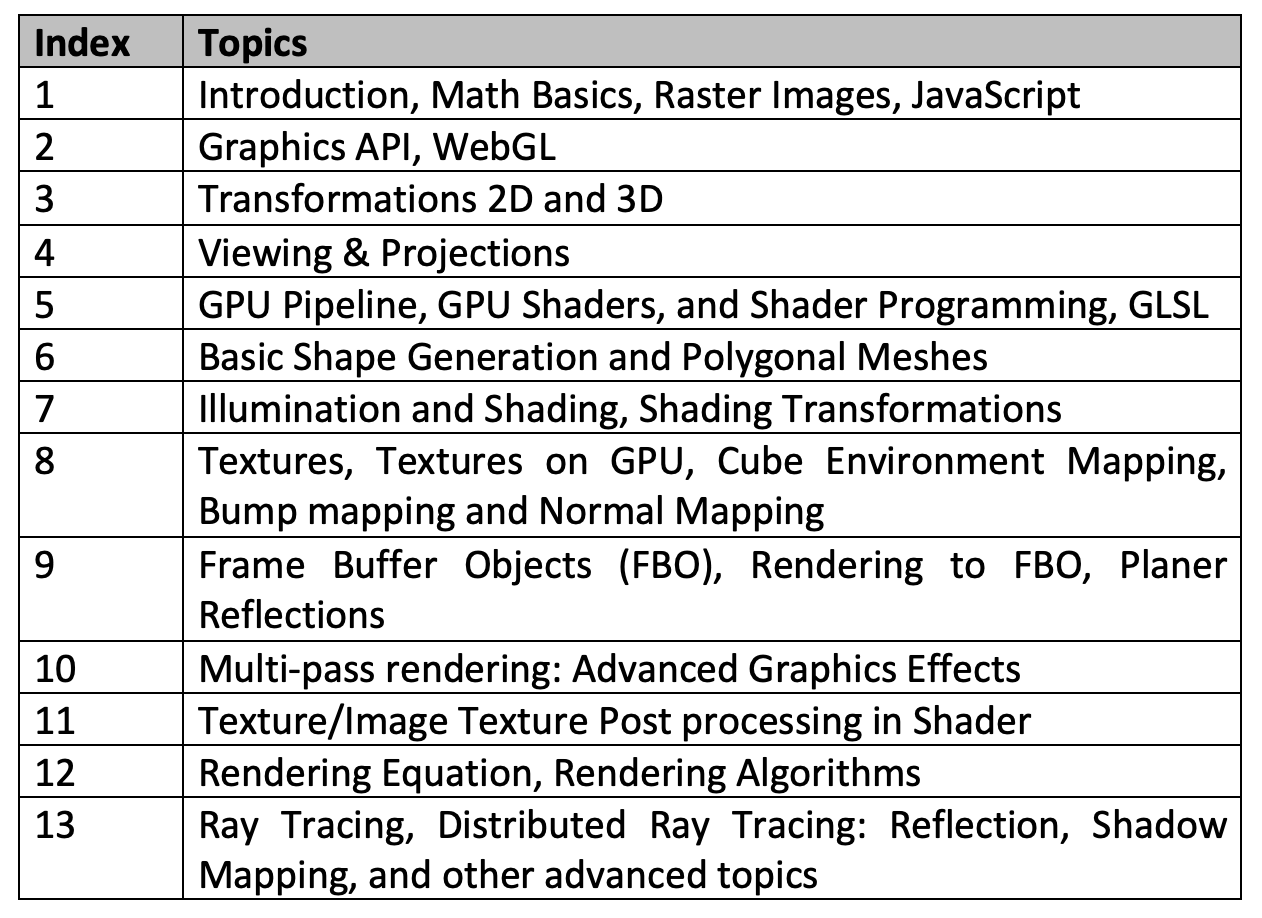 Index Topics
1 Introduction, Math Basics, Raster Images, JavaScript
2 Graphics API, WebGL
3 Transformations 2D and 3D
4 Viewing & Projections
5 GPU Pipeline, GPU Shaders, and Shader Programming, GLSL
6 Basic Shape Generation and Polygonal Meshes
7 Illumination and Shading, Shading Transformations
8 Textures, Textures on GPU, Cube Environment Mapping,
Bump mapping and Normal Mapping
9 Frame Buffer Objects (FBO), Rendering to FBO, Planer
Reflections
10 Multi-pass rendering: Advanced Graphics Effects
11 Texture/Image Texture Post processing in Shader
12 Rendering Equation, Rendering Algorithms
13 Ray Tracing, Distributed Ray Tracing: Reflection, Shadow
Mapping, and other advanced topics